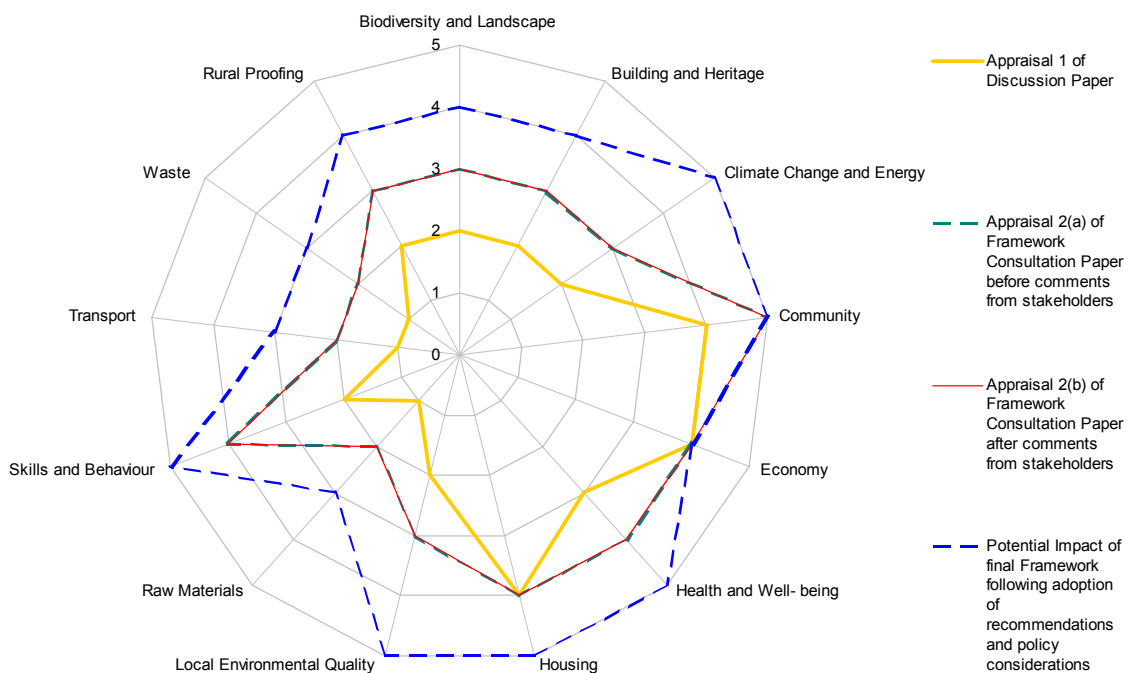 Biodiversity and Landscape
5
4
3
2
1
0
Building and Heritage
Climate Change and Energy
Community
Economy
Health and Well- being
Housing
Local Environmental Quality
Raw Materials
Skills and Behaviour
Transport
Waste
Rural Proofing
Appraisal 1 of
Discussion Paper
Appraisal 2(a) of
Framework
Consultation Paper
before comments
from stakeholders
Appraisal 2(b) of
Framework
Consultation Paper
after comments
from stakeholders
Potential Impact of
final Framework
following adoption
of
recommendations
and policy
considerations